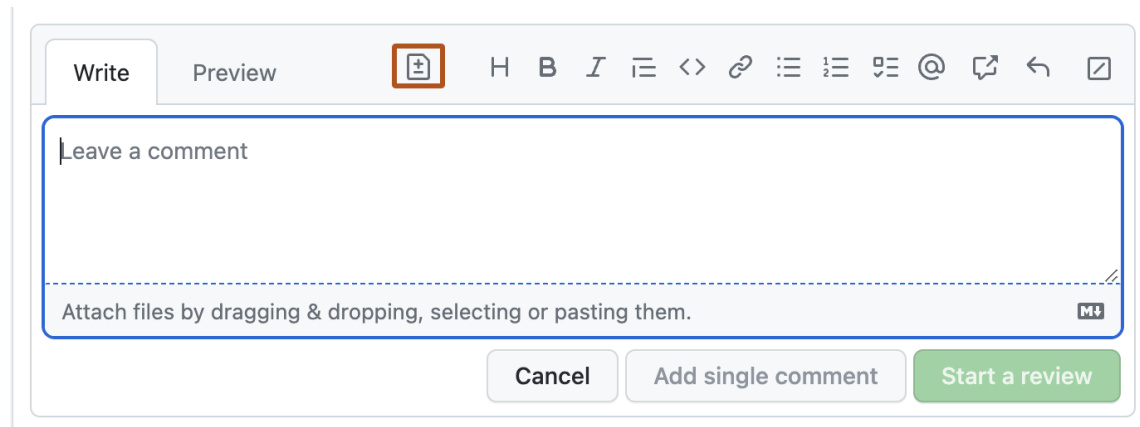 Write Preview H B I <> @
Leave a comment
Attach files by dragging & dropping, selecting or pasting them.
M↓
Cancel Add single comment Start a review